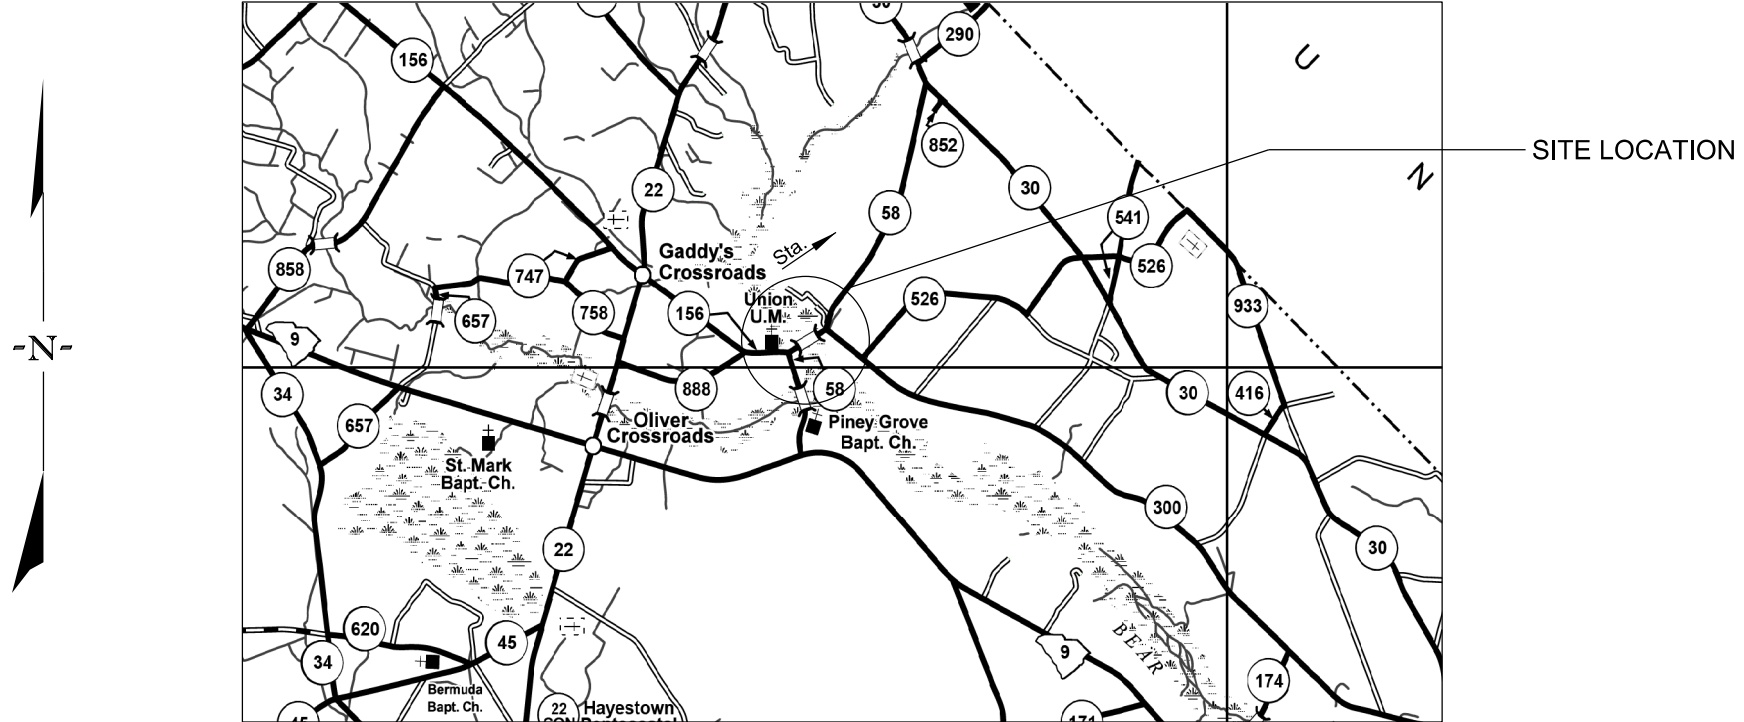 290
156
U
852
SITE LOCATION
30
N
22
58
541
Gaddy's
Crossroads
Sta.
858
747
526
526
Union
U.M.
758
156
933
657
9
34
888
58
30
416
657
Oliver
Crossroads
Piney Grove
Bapt. Ch.
-N-
St. Mark
Bapt. Ch.
300
22
30
620
45
34
9
BEAR
Bermuda
Bapt. Ch.
174
22
Hayestown